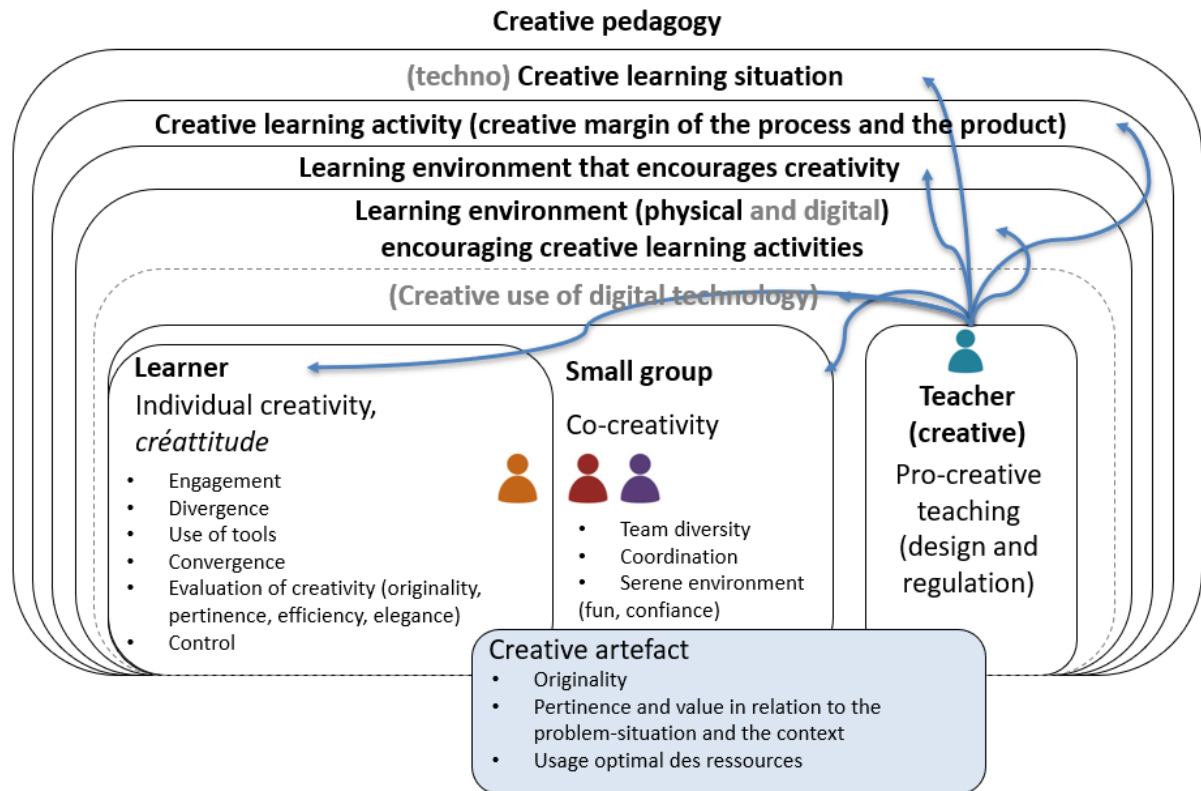 Creative pedagogy
(techno) Creative learning situation
Creative learning activity (creative margin of the process and the product)
Learning environment that encourages creativity
Learning environment (physical and digital)
encouraging creative learning activities
(Creative use of digital technology)
Learner
Individual creativity,
créattitude
• Engagement
• Divergence
• Use of tools
• Convergence
• Evaluation of creativity (originality,
pertinence, efficiency, elegance)
• Control
Small group
Co-creativity
• Team diversity
• Coordination
• Serene environment
(fun, confiance)
Teacher
(creative)
Pro-creative
teaching
(design and
regulation)
Creative artefact
• Originality
• Pertinence and value in relation to the
problem-situation and the context
• Usage optimal des ressources